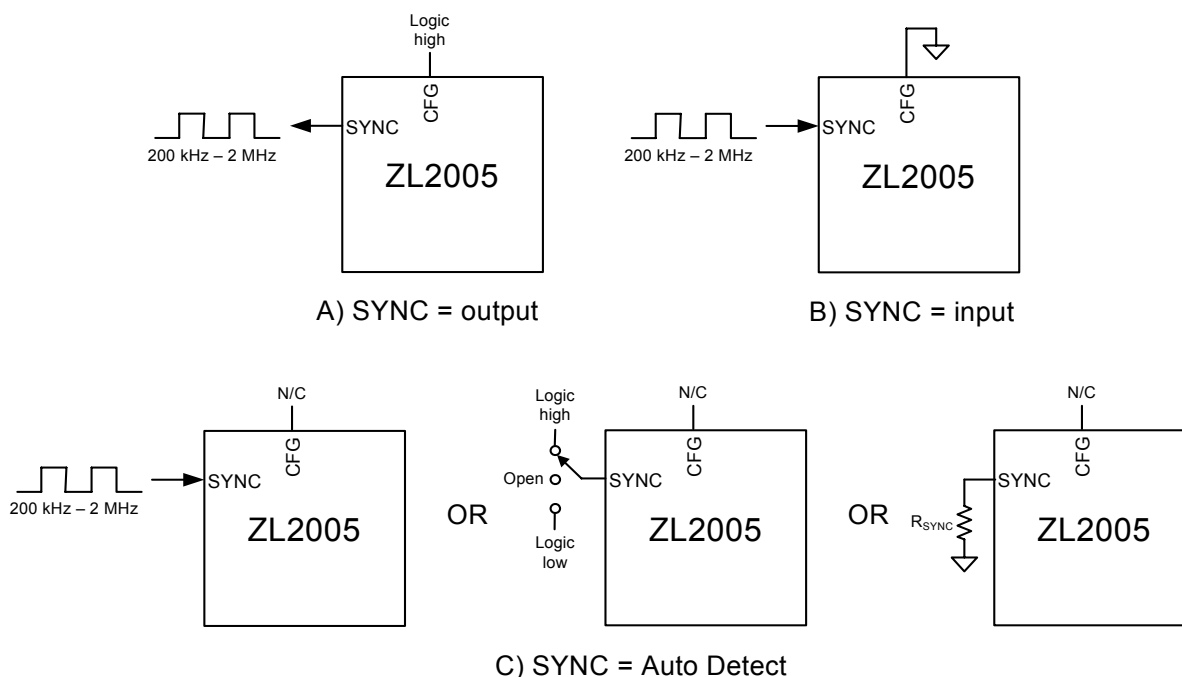 Logic
high
CFG
SYNC
200 kHz – 2 MHz
ZL2005
A) SYNC = output
CFG
SYNC
200 kHz – 2 MHz
ZL2005
B) SYNC = input
N/C
CFG
SYNC
200 kHz – 2 MHz
ZL2005
OR
Logic
high
Open
Logic
low
N/C
CFG
SYNC
ZL2005
OR
RSYNC
N/C
CFG
SYNC
ZL2005
C) SYNC = Auto Detect